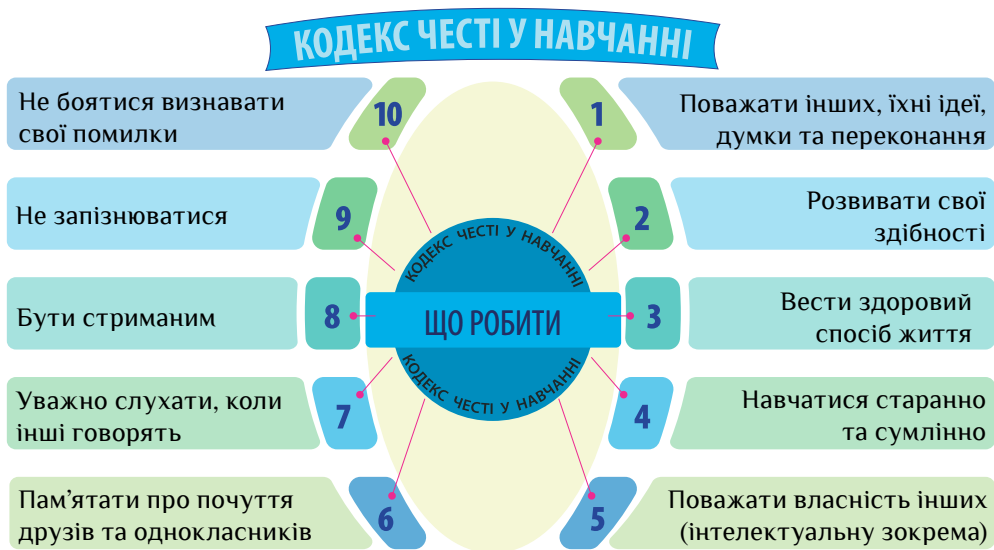 КОДЕКС ЧЕСТІ У НАВЧАННІ
1
Поважати інших, їхні ідеї,
думки та переконання
2
Розвивати свої
здібності
3
Вести здоровий
спосіб життя
4
Навчатися старанно
та сумлінно
5
Поважати власність інших
(інтелектуальну зокрема)
6
Пам’ятати про почуття
друзів та однокласників
7
Уважно слухати, коли
інші говорять
8
Бути стриманим
9
Не запізнюватися
10
Не боятися визнавати
свої помилки
КОДЕКС ЧЕСТІ У НАВЧАННІ
ЩО РОБИТИ
КОДЕКС ЧЕСТІ У НАВЧАННІ